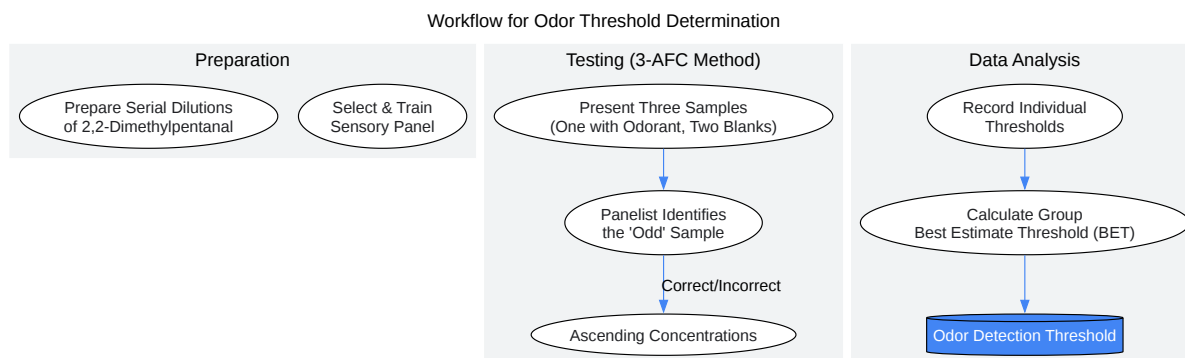 Workflow for Odor Threshold Determination
Preparation
Prepare Serial Dilutions
of 2,2-Dimethylpentanal
Select & Train
Sensory Panel
Testing (3-AFC Method)
Present Three Samples
(One with Odorant, Two Blanks)
Panelist Identifies
the 'Odd' Sample
Correct/Incorrect
Ascending Concentrations
Data Analysis
Record Individual
Thresholds
Calculate Group
Best Estimate Threshold (BET)
Odor Detection Threshold